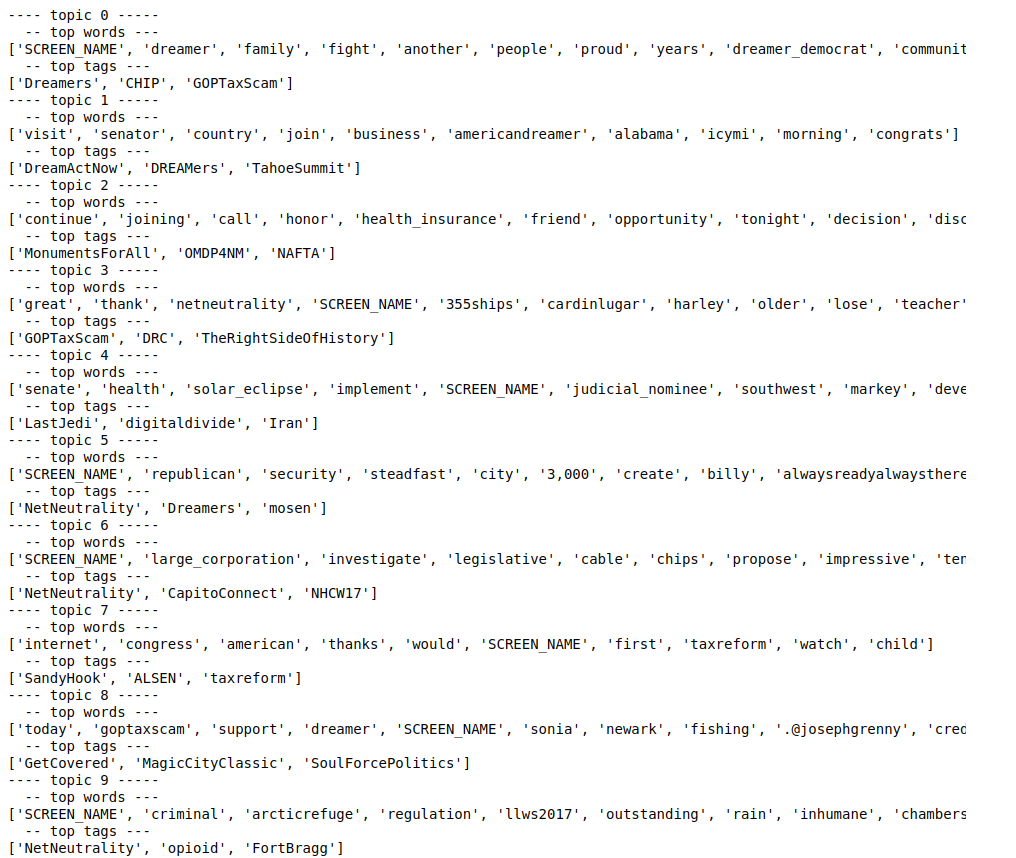 ---- topic 0 -----
  -- top words ---
['SCREEN_NAME', 'dreamer', 'family', 'fight', 'another', 'people', 'proud', 'years', 'dreamer_democrat', 'communit
  -- top tags ---
['Dreamers', 'CHIP', 'GOPTaxScam']
---- topic 1 -----
  -- top words ---
['visit', 'senator', 'country', 'join', 'business', 'americandreamer', 'alabama', 'icymi', 'morning', 'congrats']
  -- top tags ---
['DreamActNow', 'DREAMers', 'TahoeSummit']
---- topic 2 -----
  -- top words ---
['continue', 'joining', 'call', 'honor', 'health_insurance', 'friend', 'opportunity', 'tonight', 'decision', 'disc
  -- top tags ---
['MonumentsForAll', 'OMDP4NM', 'NAFTA']
---- topic 3 -----
  -- top words ---
['great', 'thank', 'netneutrality', 'SCREEN_NAME', '355ships', 'cardinlugar', 'harley', 'older', 'lose', 'teacher'
  -- top tags ---
['GOPTaxScam', 'DRC', 'TheRightSideOfHistory']
---- topic 4 -----
  -- top words ---
['senate', 'health', 'solar_eclipse', 'implement', 'SCREEN_NAME', 'judicial_nominee', 'southwest', 'markey', 'deve
  -- top tags ---
['LastJedi', 'digitaldivide', 'Iran']
---- topic 5 -----
  -- top words ---
['SCREEN_NAME', 'republican', 'security', 'steadfast', 'city', '3,000', 'create', 'billy', 'alwaysreadyalwaysthere
  -- top tags ---
['NetNeutrality', 'Dreamers', 'mosen']
---- topic 6 -----
  -- top words ---
['SCREEN_NAME', 'large_corporation', 'investigate', 'legislative', 'cable', 'chips', 'propose', 'impressive', 'ten
  -- top tags ---
['NetNeutrality', 'CapitoConnect', 'NHCW17']
---- topic 7 -----
  -- top words ---
['internet', 'congress', 'american', 'thanks', 'would', 'SCREEN_NAME', 'first', 'taxreform', 'watch', 'child']
  -- top tags ---
['SandyHook', 'ALSEN', 'taxreform']
---- topic 8 -----
  -- top words ---
['today', 'goptaxscam', 'support', 'dreamer', 'SCREEN_NAME', 'sonia', 'newark', 'fishing', '.@josephgrenny', 'cred
  -- top tags ---
['GetCovered', 'MagicCityClassic', 'SoulForcePolitics']
---- topic 9 -----
  -- top words ---
['SCREEN_NAME', 'criminal', 'arcticrefuge', 'regulation', 'llws2017', 'outstanding', 'rain', 'inhumane', 'chambers
  -- top tags ---
['NetNeutrality', 'opioid', 'FortBragg']